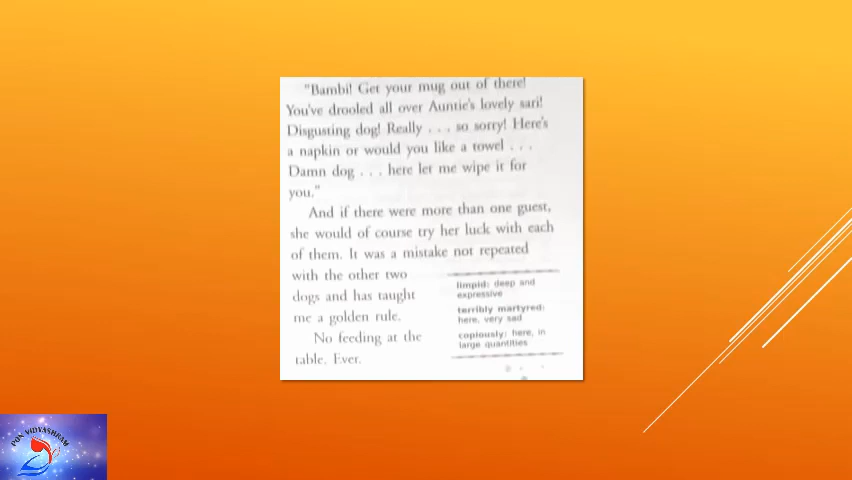 "Bambi! Get your mug out of there!
You've drooled all over Auntie's lovely sari!
Disgusting dog! Really . . . so sorry! Here's
a napkin or would you like a towel . . .
Damn dog . . . here let me wipe it for
you."
And if there were more than one guest,
she would of course try her luck with each
of them. It was a mistake not repeated
with the other two
dogs and has taught
me a golden rule.
No feeding at the
table. Ever.
limpid: deep and
expressive
terribly martyred:
here, very sad
copiously: here, in
large quantities
PON VIDYASHRAM